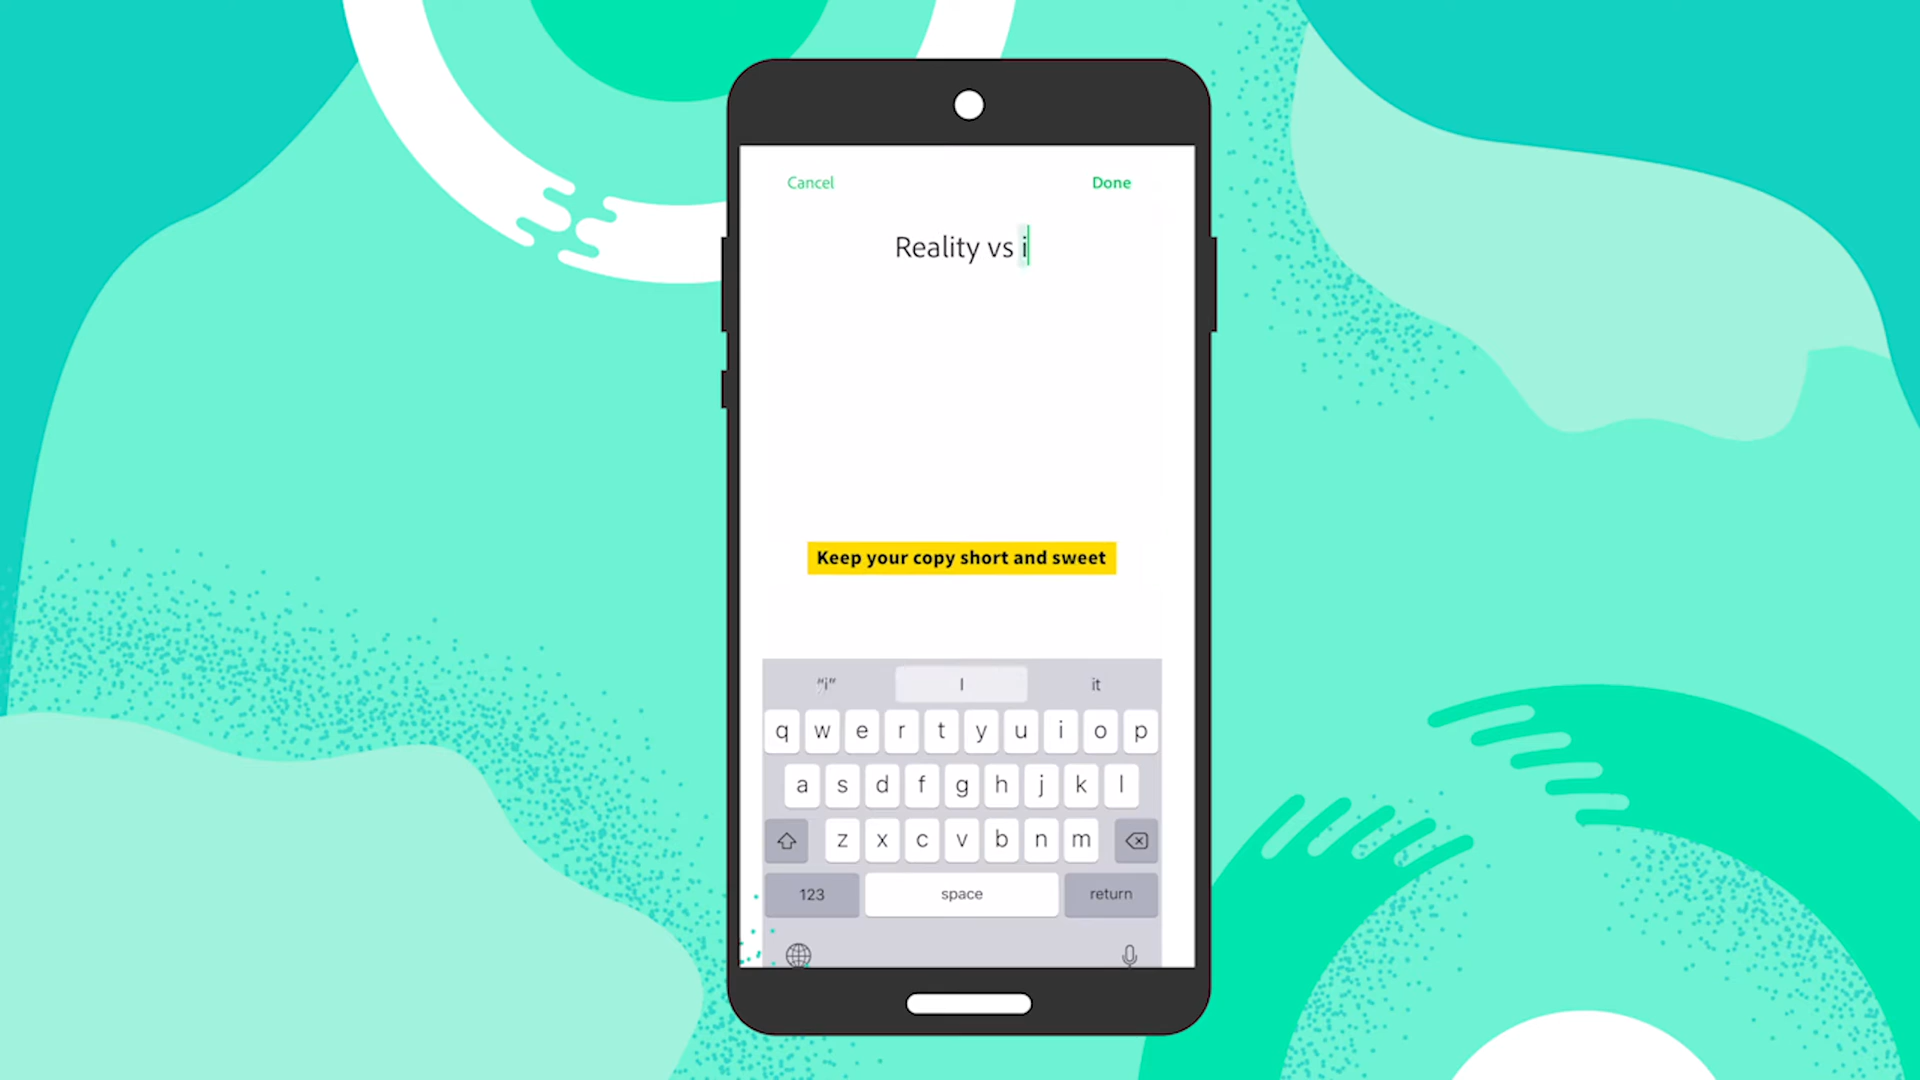 Cancel Done
Reality vs i
Keep your copy short and sweet
"i" I it
q w e r t y u i o p
a s d f g h j k l
z x c v b n m
123 space return